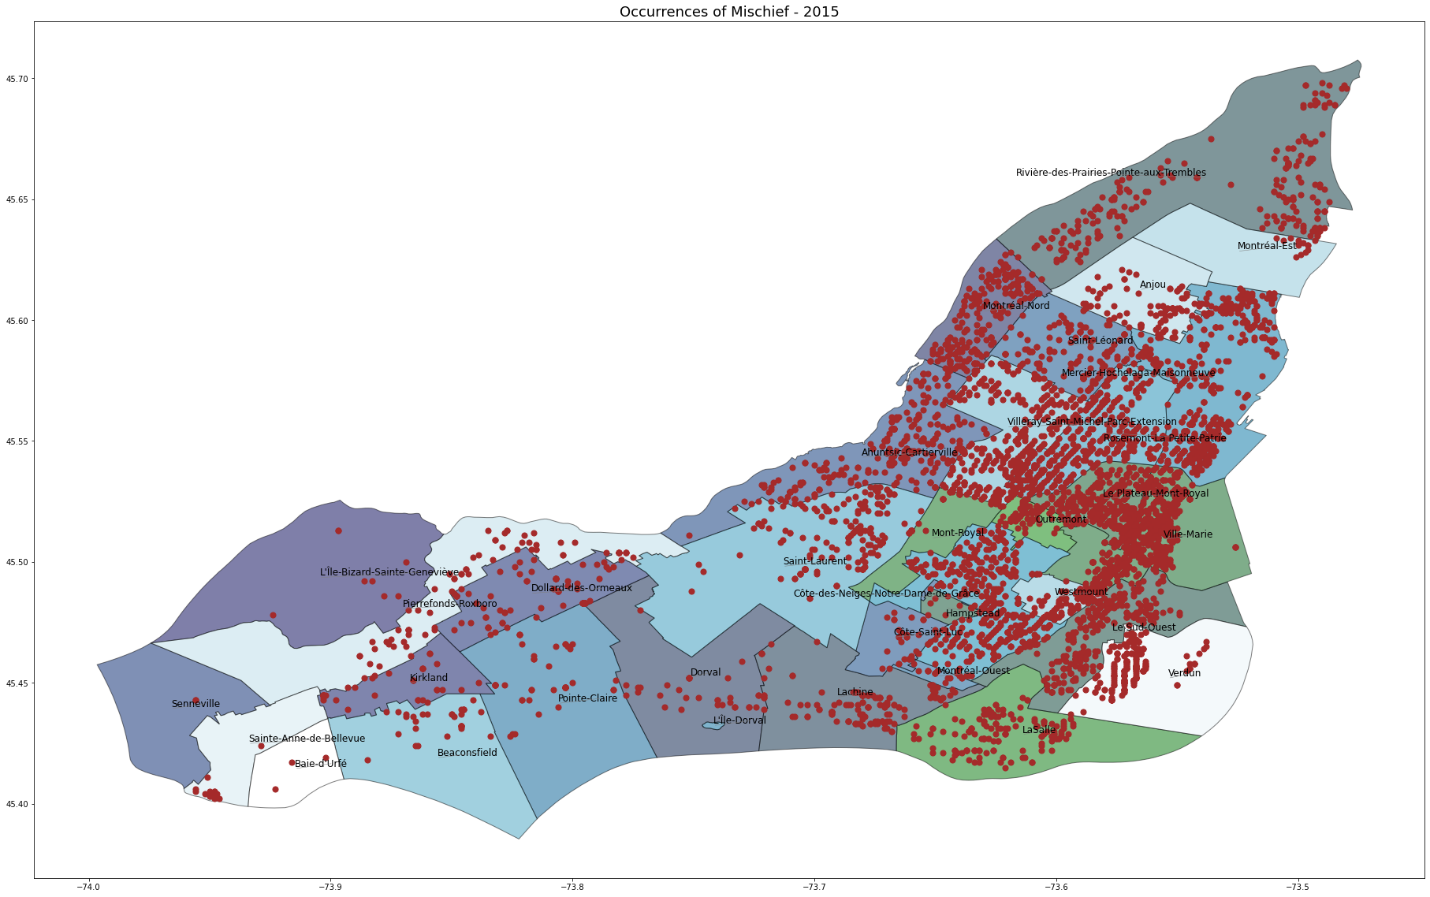 Occurrences of Mischief - 2015
45.70
Rivière-des-Prairies-Pointe-aux-Trembles
45.65
Montréal-Est
Anjou
Montréal-Nord
45.60
Saint-Léonard
Mercier-Hochelaga-Maisonneuve
Villeray-Saint-Michel-Parc-Extension
Rosemont-La Petite-Patrie
45.55
Ahuntsic-Cartierville
Le Plateau-Mont-Royal
Outremont
Mont-Royal
Ville-Marie
45.50
Saint-Laurent
L'Île-Bizard-Sainte-Geneviève
Dollard-des-Ormeaux
Côte-des-Neiges-Notre-Dame-de-Grâce
Westmount
Pierrefonds-Roxboro
Hampstead
Le Sud-Ouest
Côte-Saint-Luc
Montréal-Ouest
Dorval
Verdun
Kirkland
45.45
Lachine
Pointe-Claire
Senneville
L'Île-Dorval
LaSalle
Sainte-Anne-de-Bellevue
Beaconsfield
Baie-d'Urfé
45.40
−74.0 −73.9 −73.8 −73.7 −73.6 −73.5